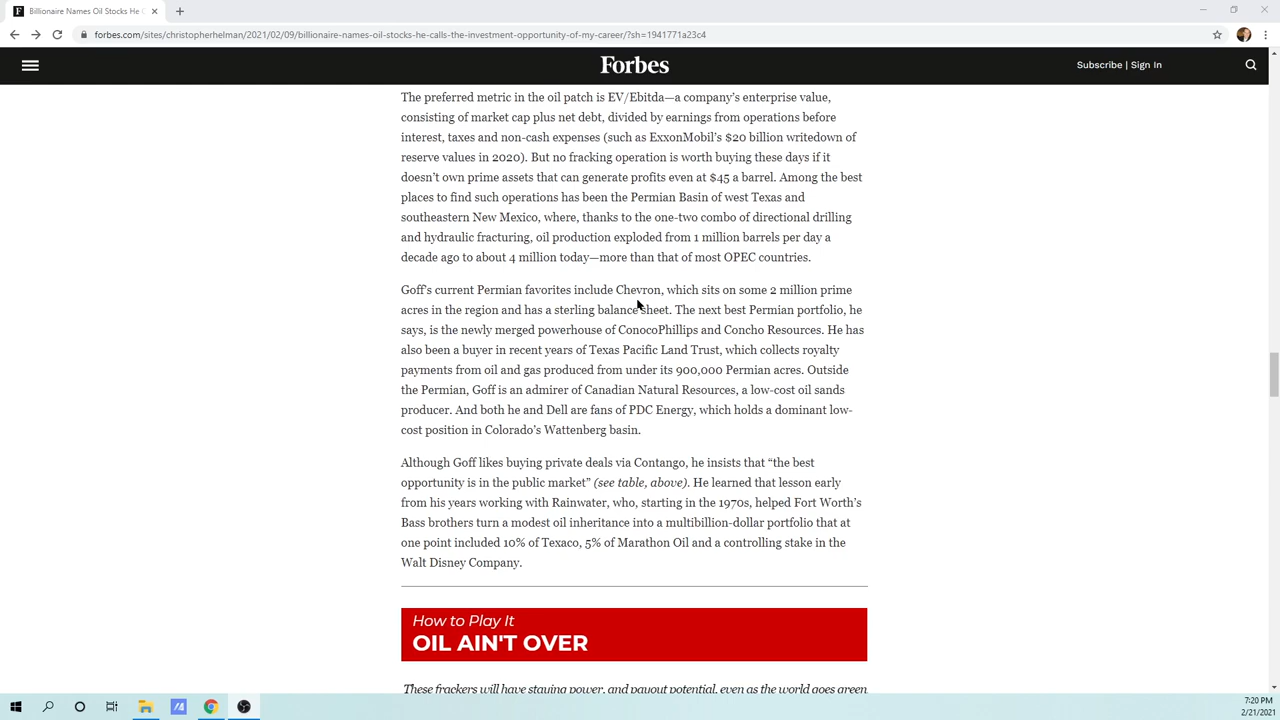 Billionaire Names Oil Stocks He C
forbes.com/sites/christopherhelman/2021/02/09/billionaire-names-oil-stocks-he-calls-the-investment-opportunity-of-my-career/?sh=1941771a23c4
Forbes
Subscribe | Sign In
The preferred metric in the oil patch is EV/Ebitda—a company's enterprise value,
consisting of market cap plus net debt, divided by earnings from operations before
interest, taxes and non-cash expenses (such as ExxonMobil's $20 billion writedown of
reserve values in 2020). But no fracking operation is worth buying these days if it
doesn't own prime assets that can generate profits even at $45 a barrel. Among the best
places to find such operations has been the Permian Basin of west Texas and
southeastern New Mexico, where, thanks to the one-two combo of directional drilling
and hydraulic fracturing, oil production exploded from 1 million barrels per day a
decade ago to about 4 million today—more than that of most OPEC countries.
Goff's current Permian favorites include Chevron, which sits on some 2 million prime
acres in the region and has a sterling balance sheet. The next best Permian portfolio, he
says, is the newly merged powerhouse of ConocoPhillips and Concho Resources. He has
also been a buyer in recent years of Texas Pacific Land Trust, which collects royalty
payments from oil and gas produced from under its 900,000 Permian acres. Outside
the Permian, Goff is an admirer of Canadian Natural Resources, a low-cost oil sands
producer. And both he and Dell are fans of PDC Energy, which holds a dominant low-
cost position in Colorado's Wattenberg basin.
Although Goff likes buying private deals via Contango, he insists that "the best
opportunity is in the public market" (see table, above). He learned that lesson early
from his years working with Rainwater, who, starting in the 1970s, helped Fort Worth's
Bass brothers turn a modest oil inheritance into a multibillion-dollar portfolio that at
one point included 10% of Texaco, 5% of Marathon Oil and a controlling stake in the
Walt Disney Company.
How to Play It
OIL AIN'T OVER
These frackers will have staying power, and payout potential, even as the world goes green
7:20 PM
2/21/2021